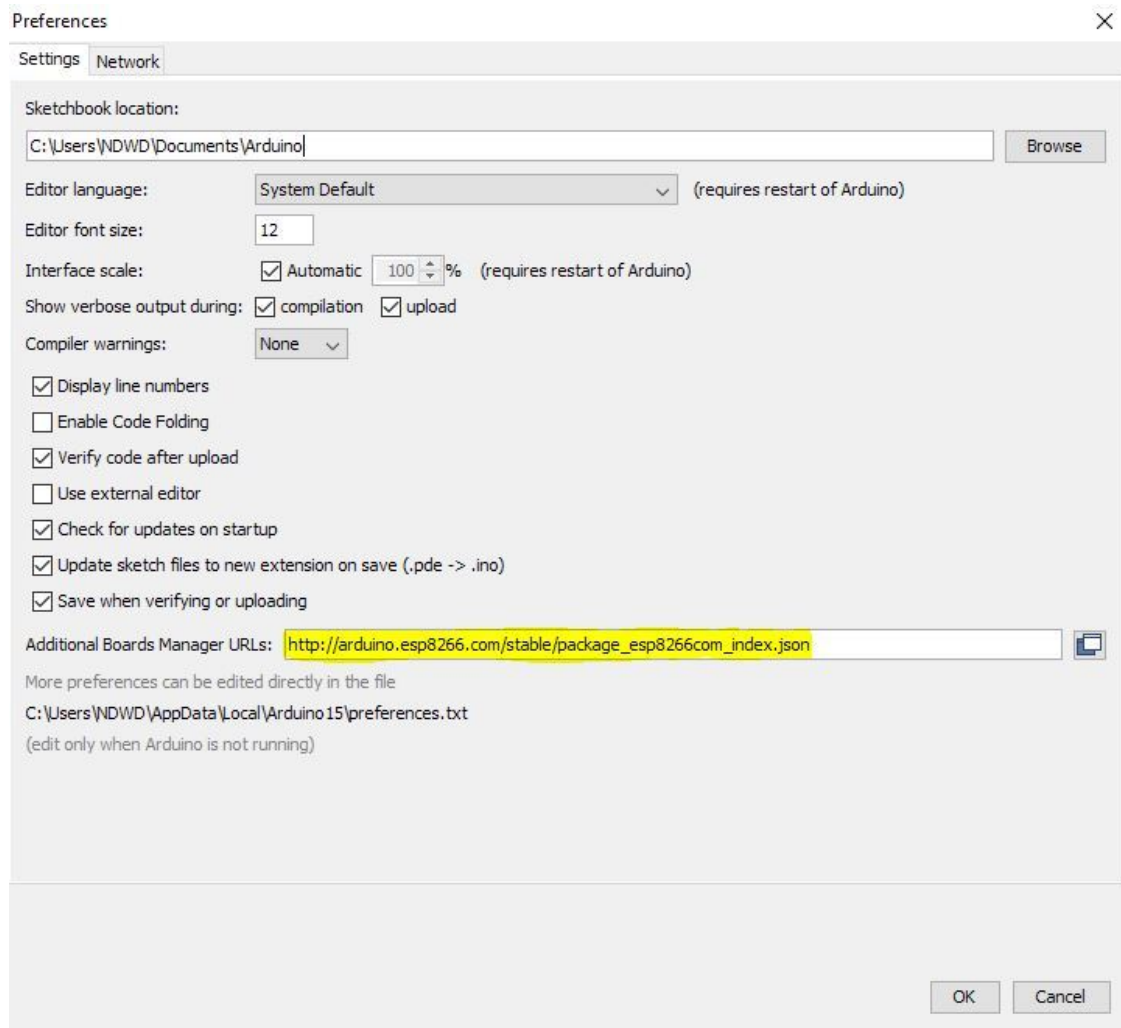 Preferences
Settings Network
Sketchbook location:
C:\Users\NDWD\Documents\Arduino Browse
Editor language: System Default (requires restart of Arduino)
Editor font size: 12
Interface scale: Automatic 100 % (requires restart of Arduino)
Show verbose output during: compilation upload
Compiler warnings: None
Display line numbers
Enable Code Folding
Verify code after upload
Use external editor
Check for updates on startup
Update sketch files to new extension on save (.pde -> .ino)
Save when verifying or uploading
Additional Boards Manager URLs: http://arduino.esp8266.com/stable/package_esp8266com_index.json
More preferences can be edited directly in the file
C:\Users\NDWD\AppData\Local\Arduino15\preferences.txt
(edit only when Arduino is not running)
OK Cancel